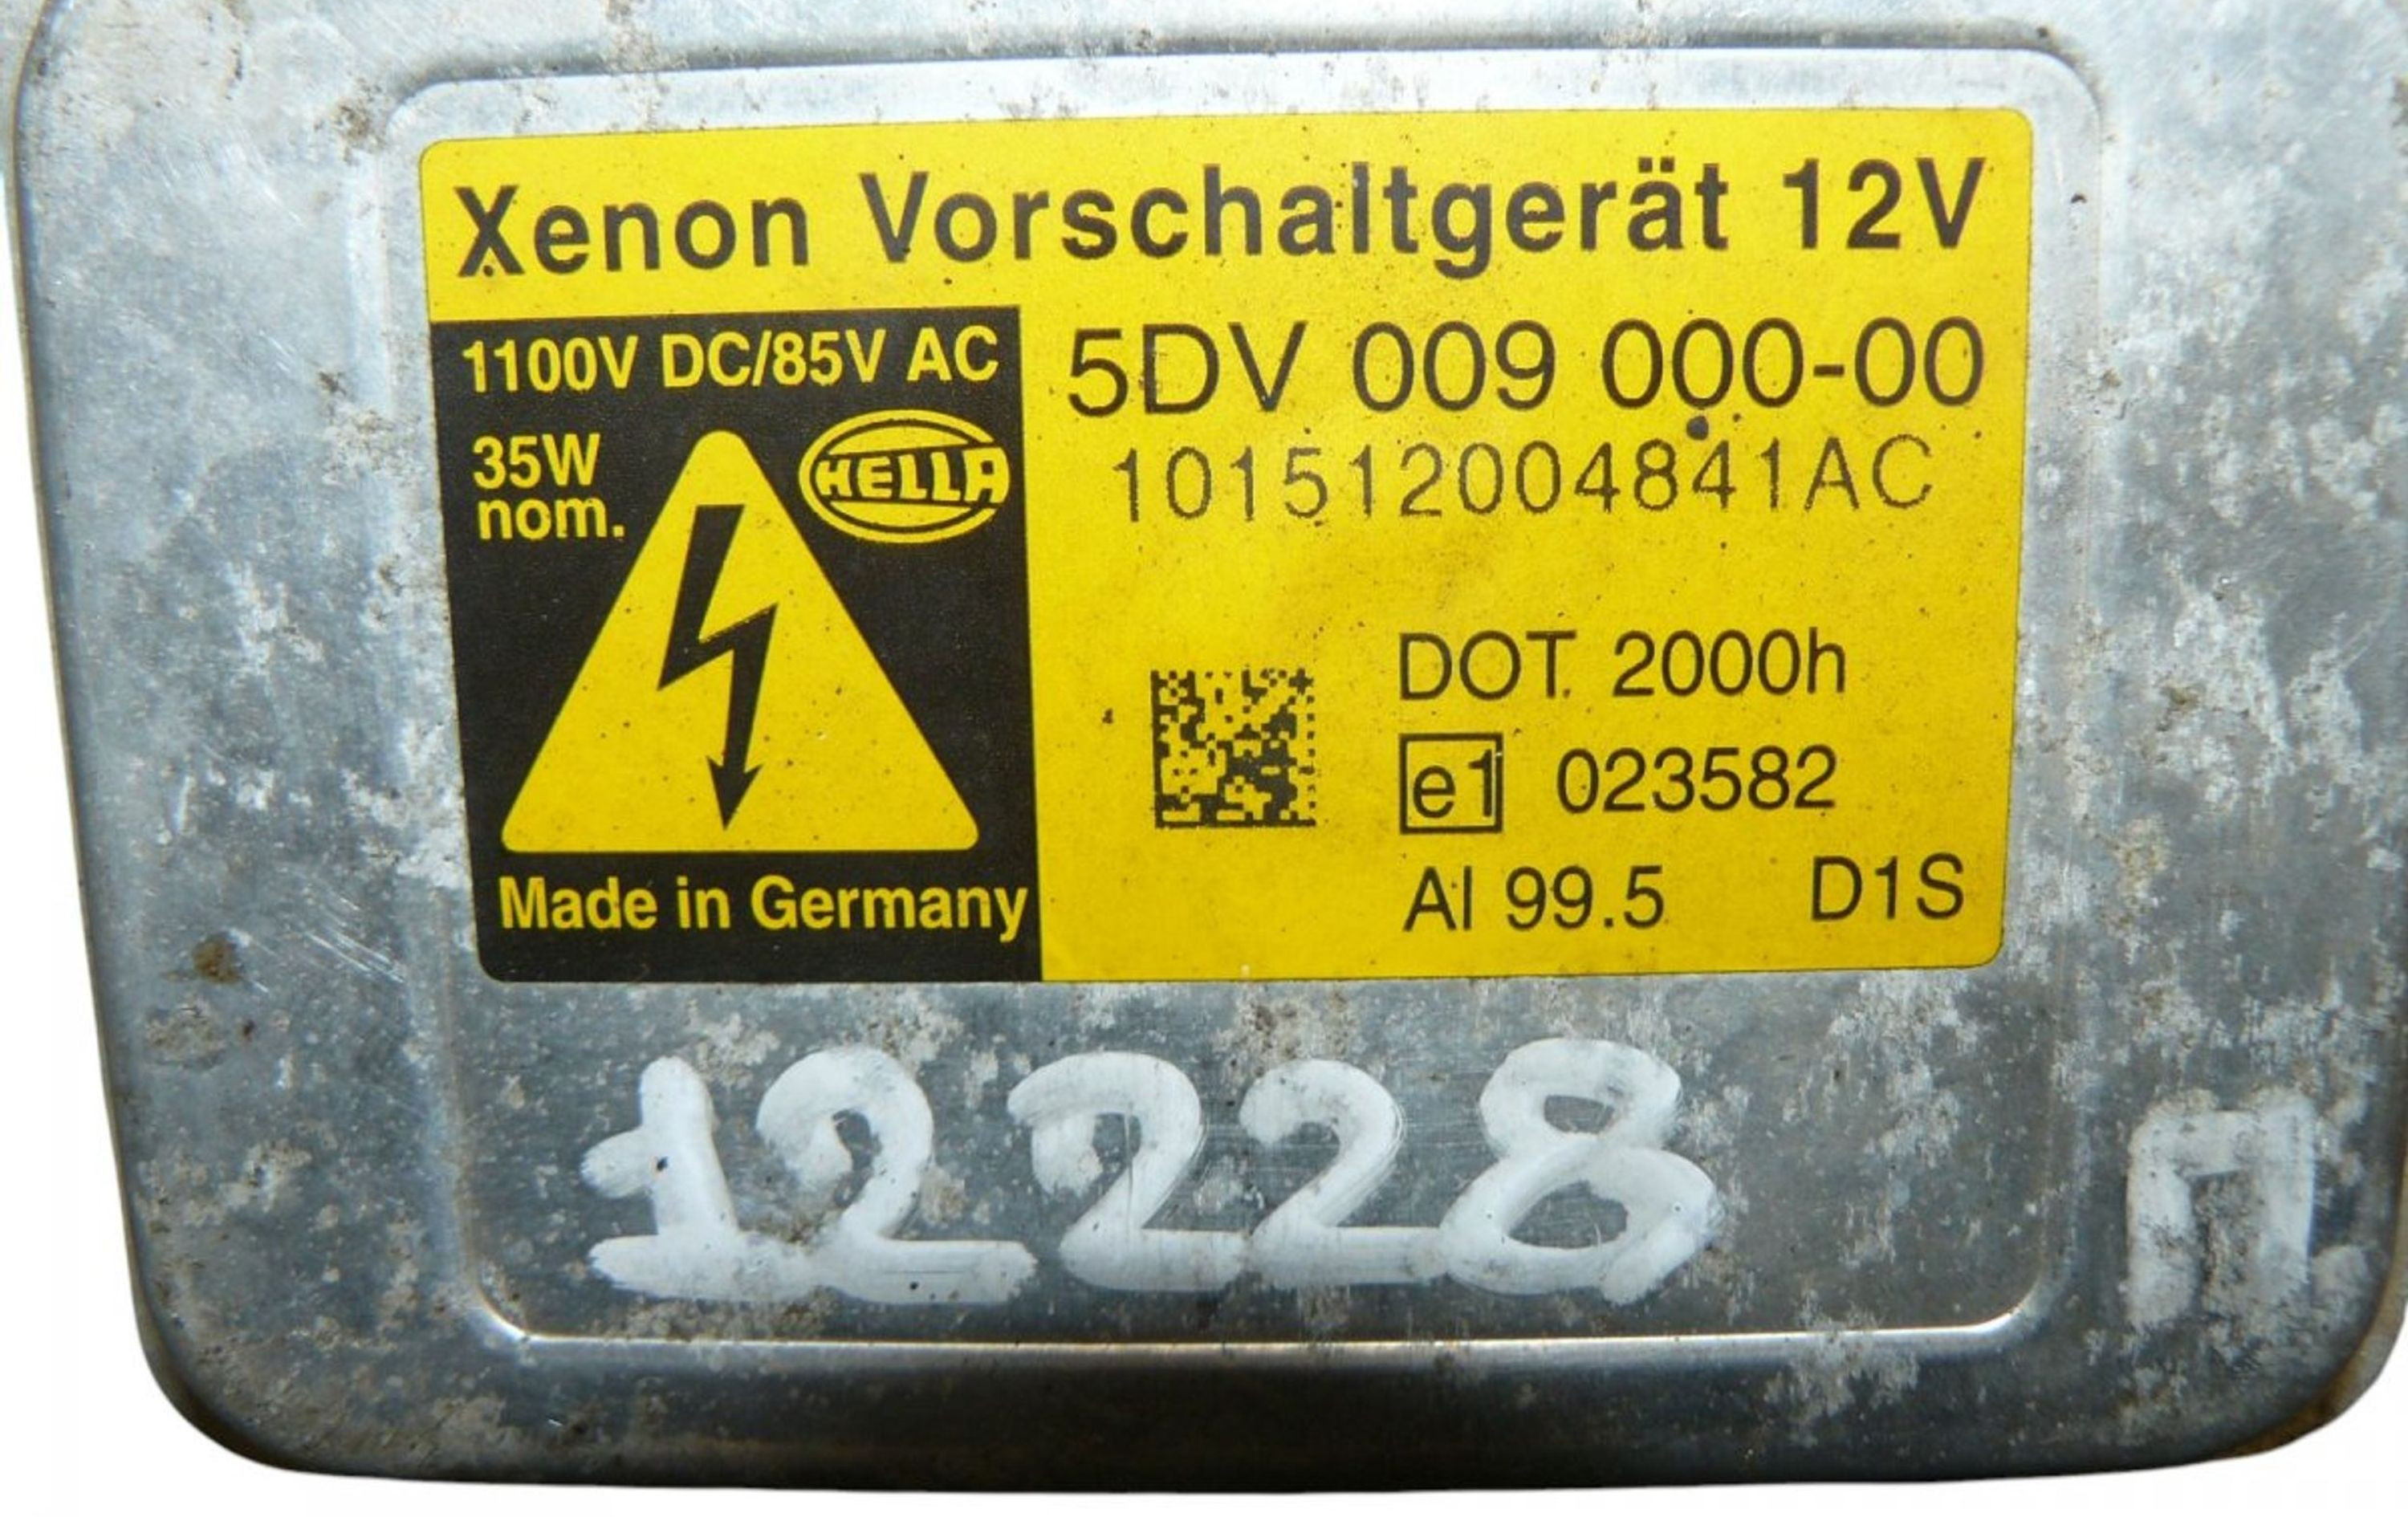 Xenon Vorschaltgerät 12V
1100V DC/85V AC
35W
nom.
HELLA
Made in Germany
5DV 009 000-00
101512004841AC
DOT 2000h
e1 023582
Al 99.5 D1S
12228
П.